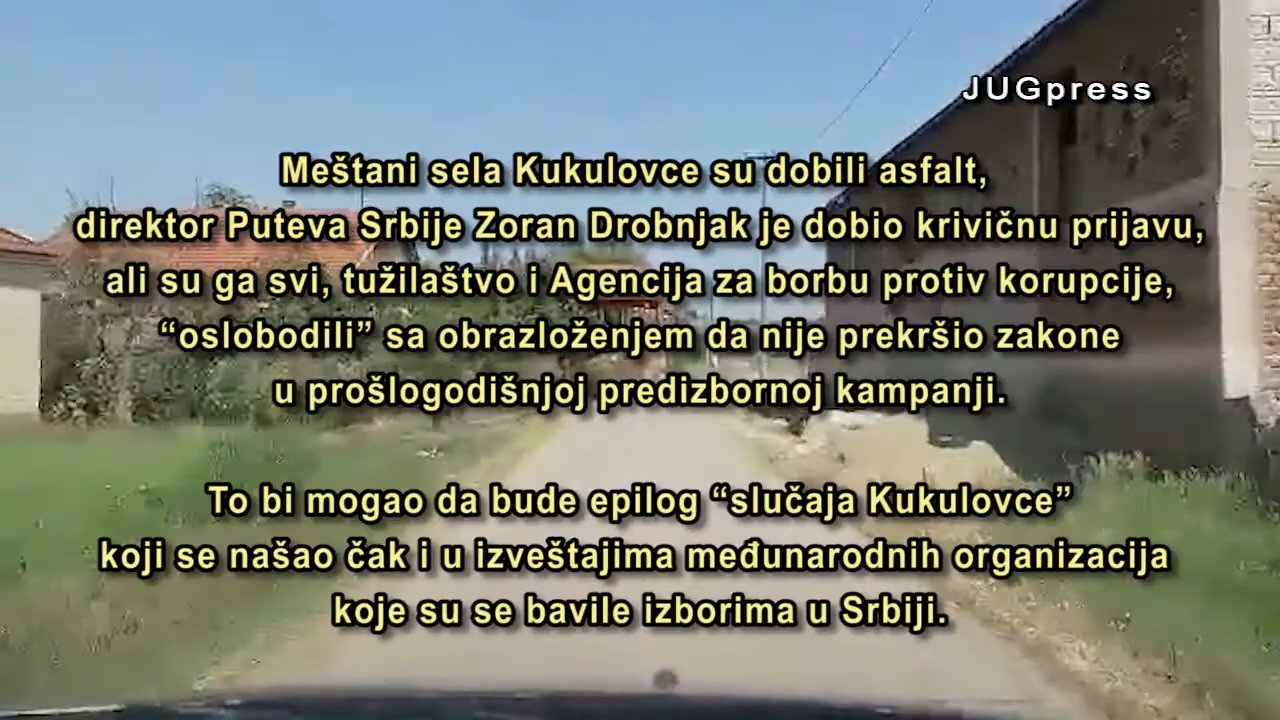 JUGpress
Meštani sela Kukulovce su dobili asfalt,
direktor Puteva Srbije Zoran Drobnjak je dobio krivičnu prijavu,
ali su ga svi, tužilaštvo i Agencija za borbu protiv korupcije,
“oslobodili” sa obrazloženjem da nije prekršio zakone
u prošlogodišnjoj predizbornoj kampanji.
To bi mogao da bude epilog “slučaja Kukulovce”
koji se našao čak i u izveštajima međunarodnih organizacija
koje su se bavile izborima u Srbiji.